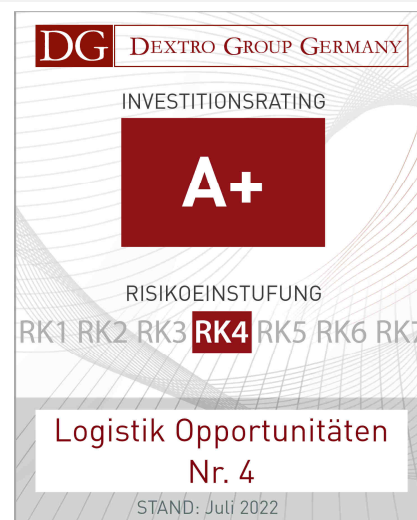 DG DEXTRO GROUP GERMANY
INVESTITIONSRATING
A+
RISIKOEINSTUFUNG
RK1 RK2 RK3 RK4 RK5 RK6 RK7
Logistik Opportunitäten
Nr. 4
STAND: Juli 2022